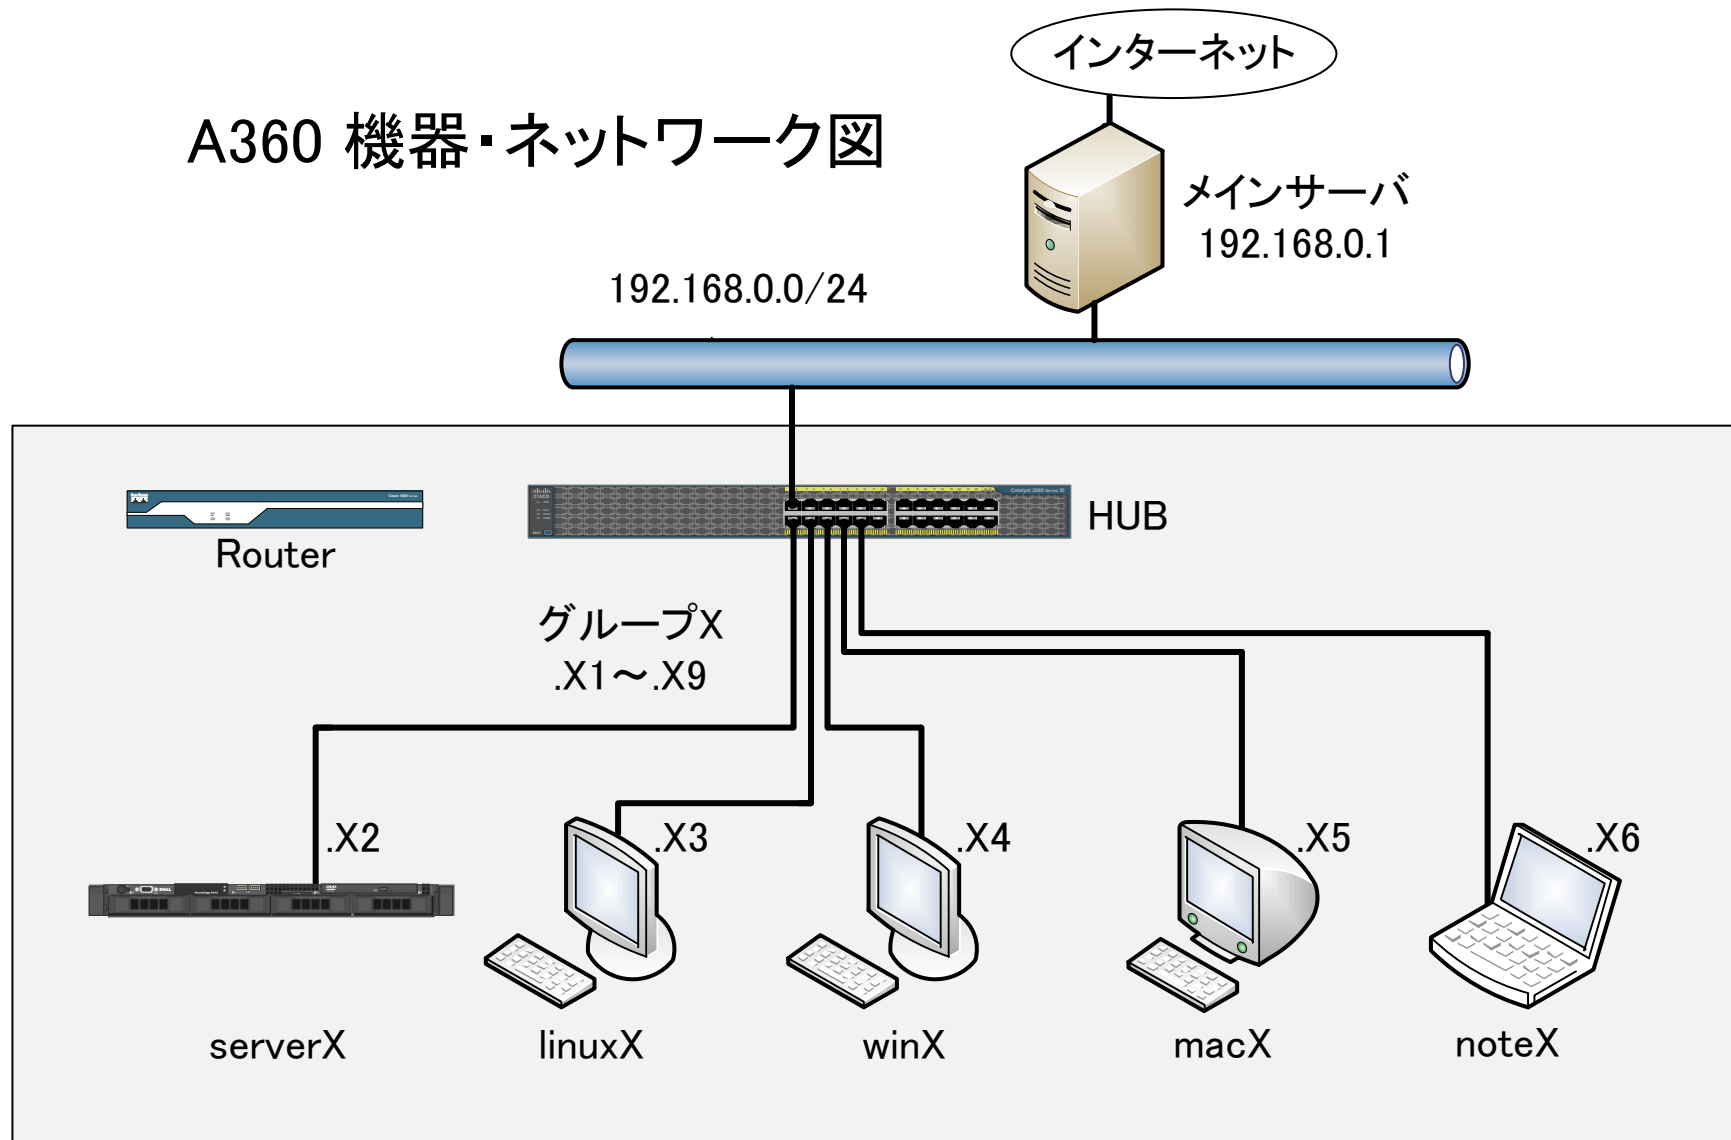 インターネット
A360 機器・ネットワーク図
メインサーバ
192.168.0.1
192.168.0.0/24
Router
HUB
グループX
.X1～.X9
.X2
.X3
.X4
.X5
.X6
serverX
linuxX
winX
macX
noteX